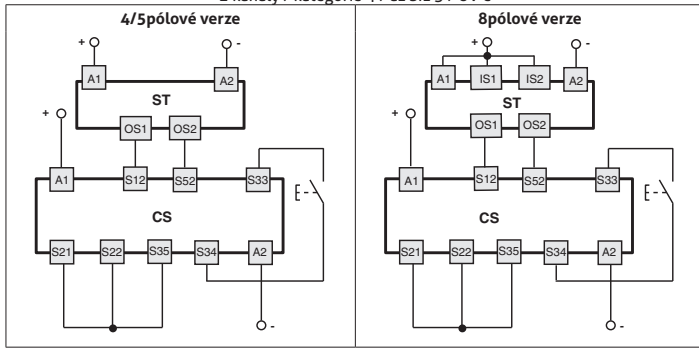 4/5pólové verze
8pólové verze
+ -
A1 A2
ST
OS1 OS2
+
A1 S12 S52 S33
CS
S21 S22 S35 S34 A2
-
+ -
A1 IS1 IS2 A2
ST
OS1 OS2
+
A1 S12 S52 S33
CS
S21 S22 S35 S34 A2
-